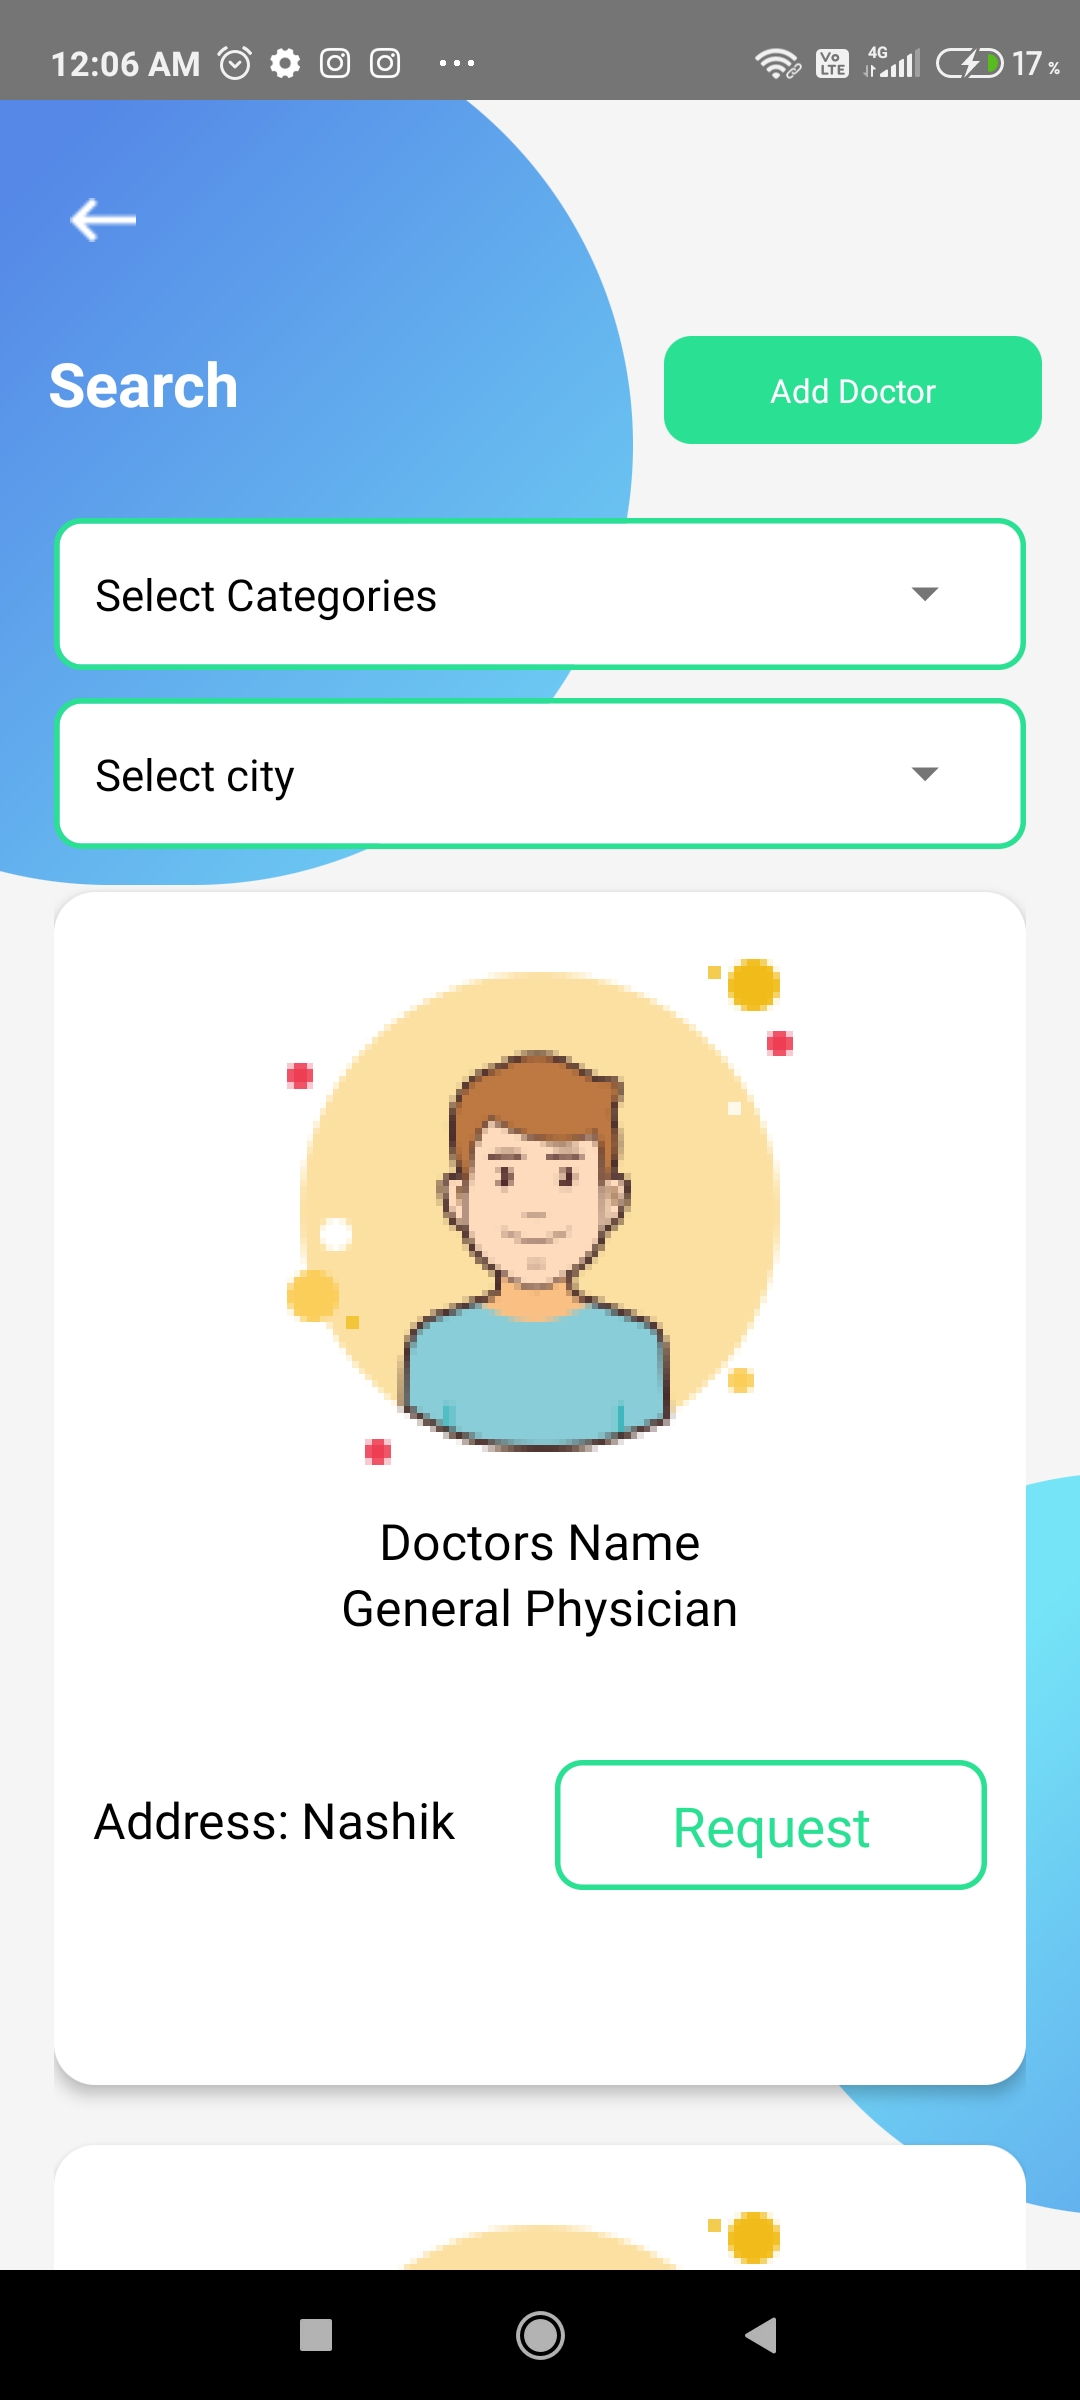 12:06 AM
Vo LTE
4G
17 %
Search
Add Doctor
Select Categories
Select city
Doctors Name
General Physician
Address: Nashik
Request